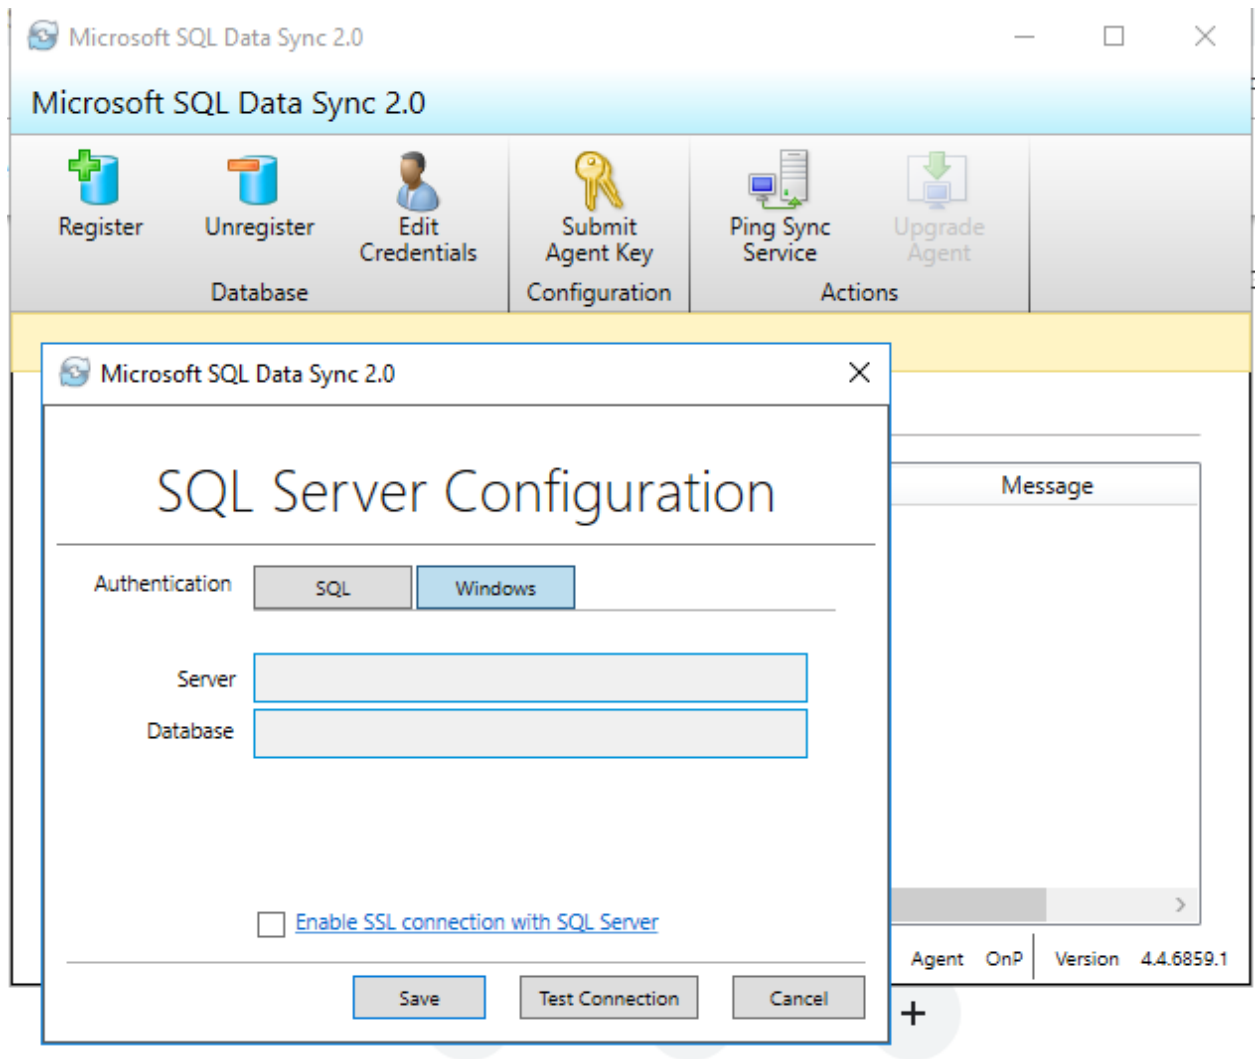 Microsoft SQL Data Sync 2.0
Microsoft SQL Data Sync 2.0
Register
Unregister
Edit
Credentials
Submit
Agent Key
Ping Sync
Service
Upgrade
Agent
Database
Configuration
Actions
Microsoft SQL Data Sync 2.0
SQL Server Configuration
Message
Authentication
SQL
Windows
Server
Database
Enable SSL connection with SQL Server
Agent OnP Version 4.4.6859.1
Save
Test Connection
Cancel